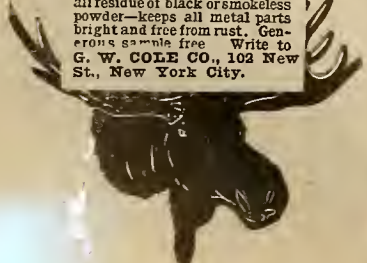 all residue of black or smokeless
powder—keeps all metal parts
bright and free from rust. Gen-
erous sample free Write to
G. W. COLE CO., 102 New
St., New York City.